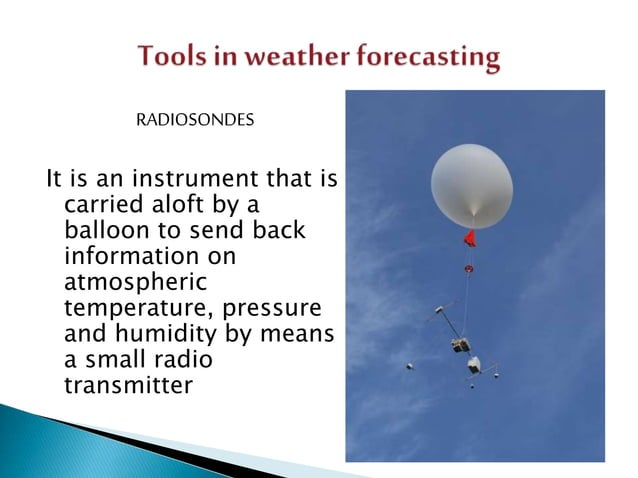 Tools in weather forecasting
RADIOSONDES
It is an instrument that is
carried aloft by a
balloon to send back
information on
atmospheric
temperature, pressure
and humidity by means
a small radio
transmitter